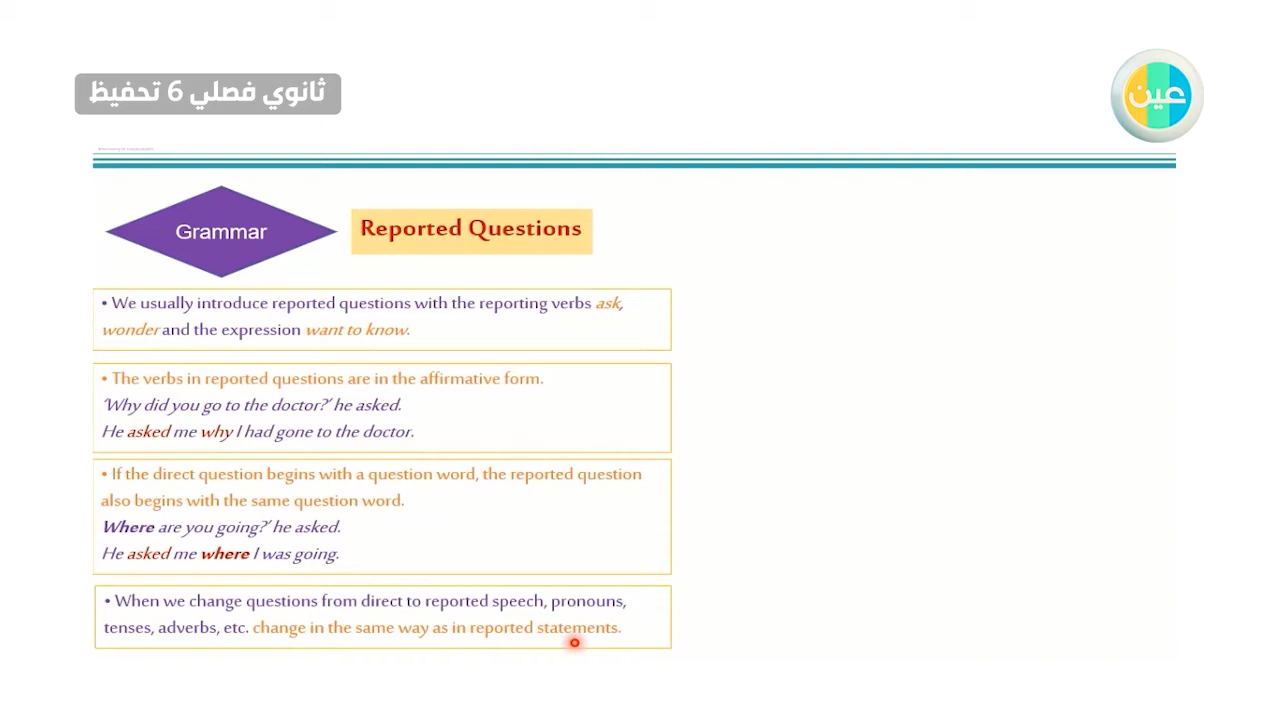 ثانوي فصلي 6 تحفيظ
عين
Grammar
Reported Questions
• We usually introduce reported questions with the reporting verbs ask,
wonder and the expression want to know.
• The verbs in reported questions are in the affirmative form.
‘Why did you go to the doctor?’ he asked.
He asked me why I had gone to the doctor.
• If the direct question begins with a question word, the reported question
also begins with the same question word.
‘Where are you going?’ he asked.
He asked me where I was going.
• When we change questions from direct to reported speech, pronouns,
tenses, adverbs, etc. change in the same way as in reported statements.